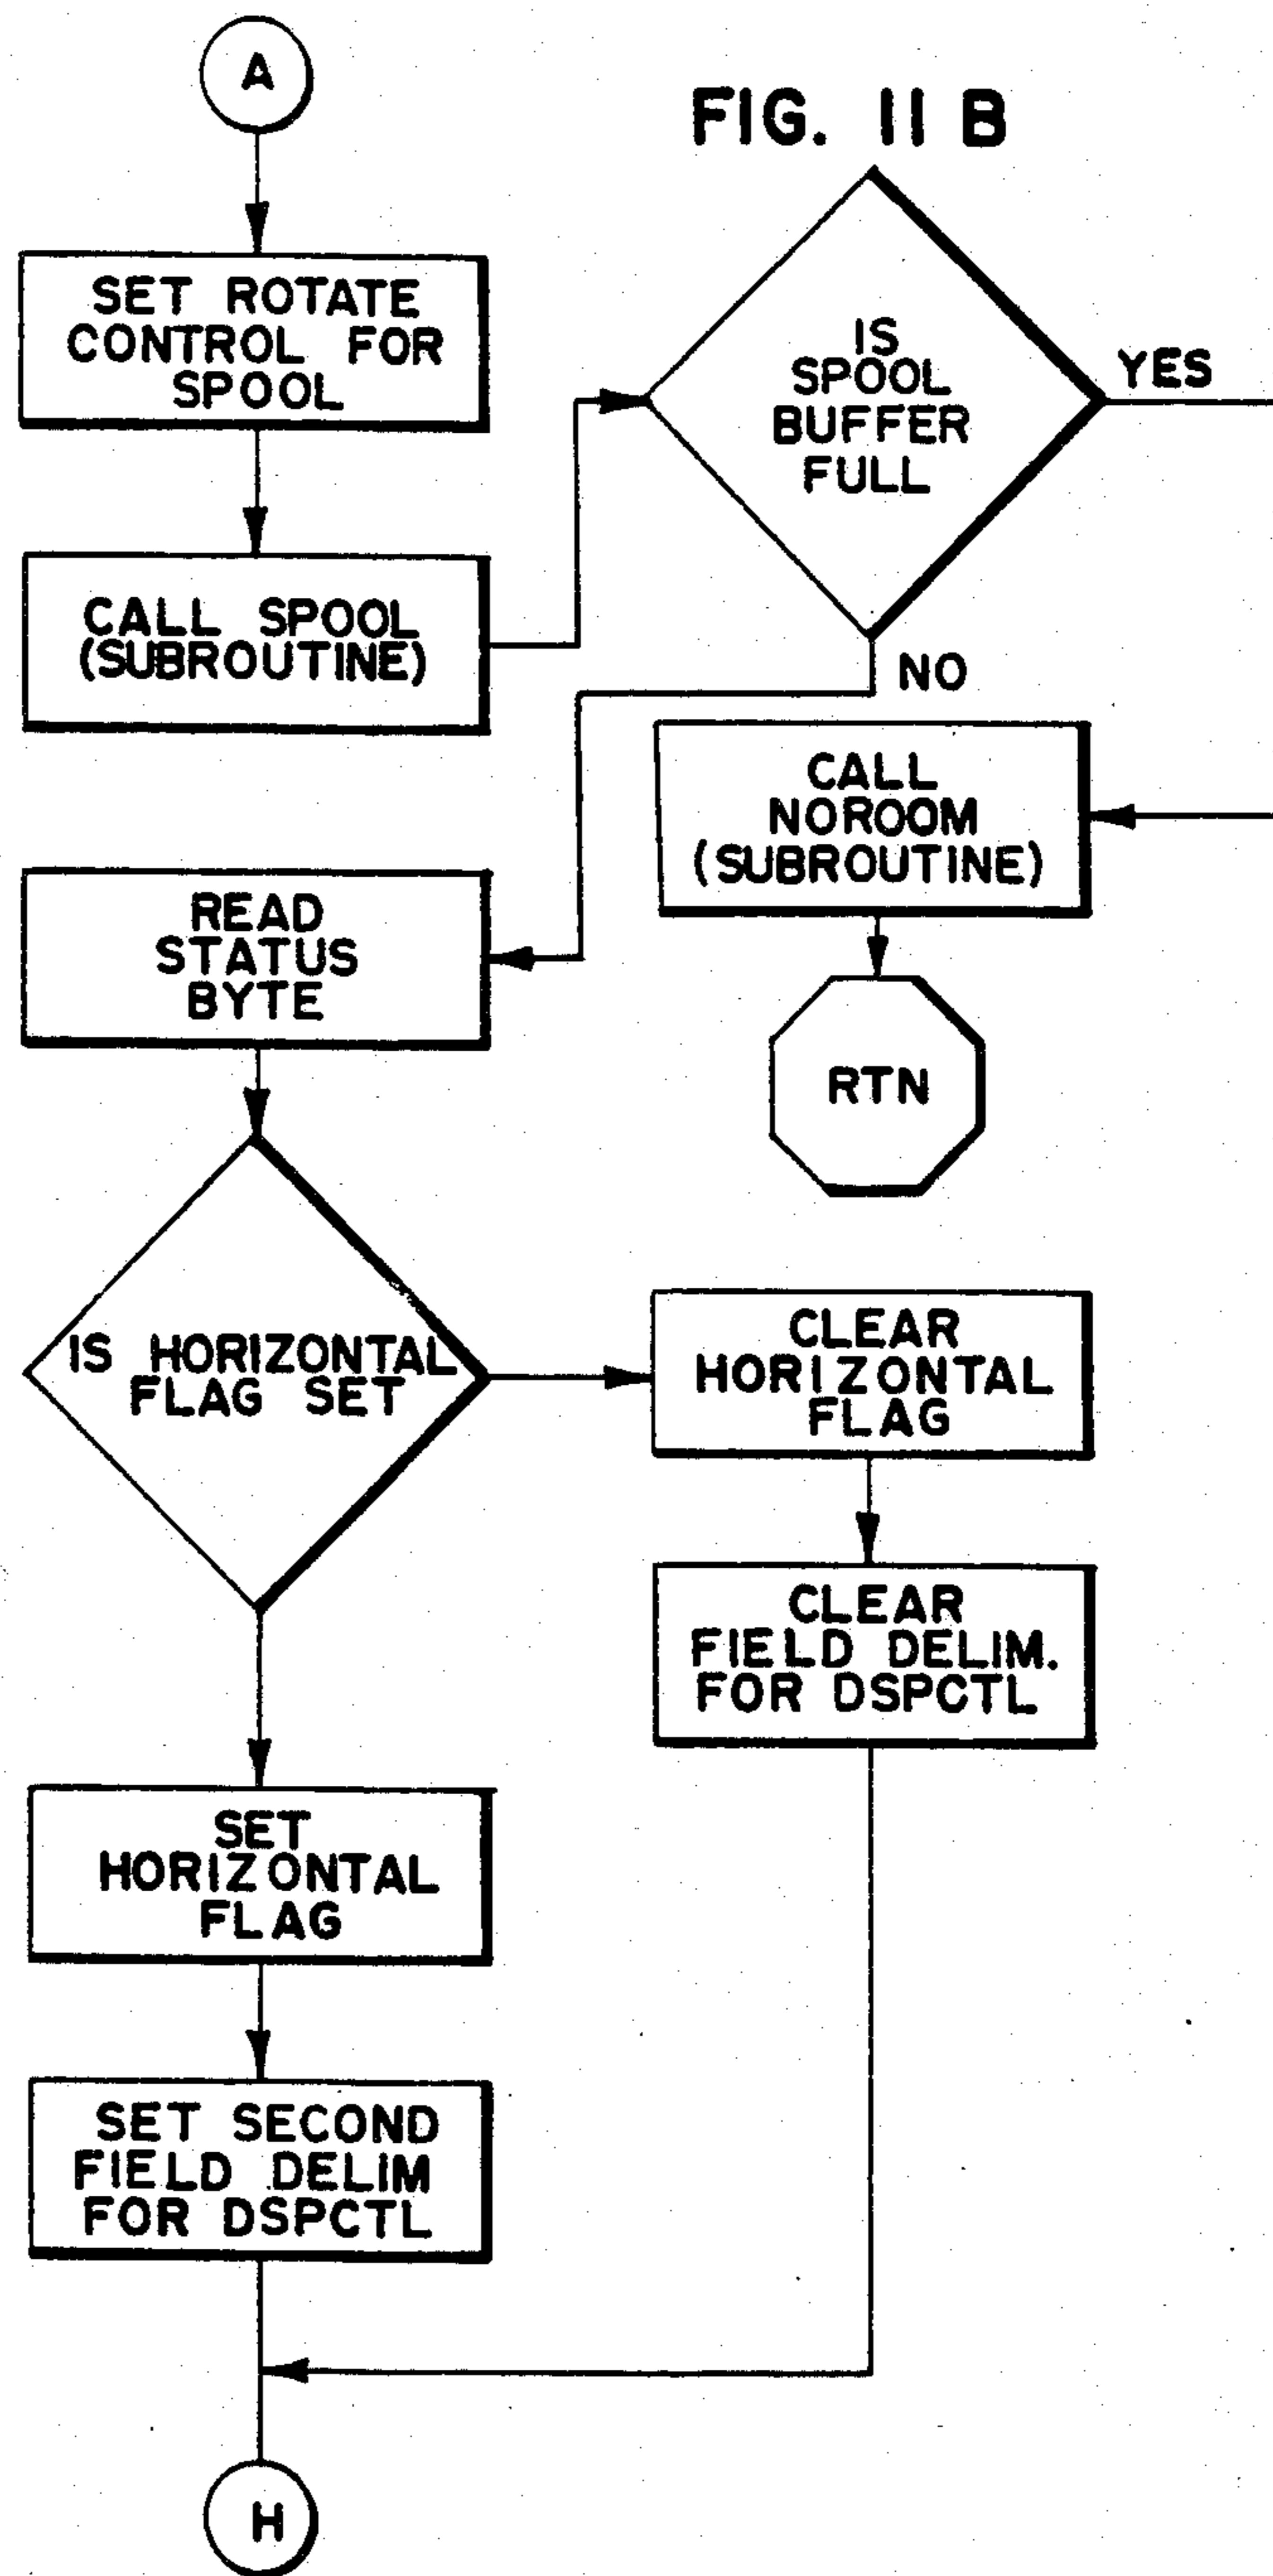 A
FIG. 11 B
SET ROTATE
CONTROL FOR
SPOOL
IS
SPOOL
BUFFER
FULL
YES
CALL SPOOL
(SUBROUTINE)
NO
CALL
NOROOM
(SUBROUTINE)
READ
STATUS
BYTE
RTN
IS HORIZONTAL
FLAG SET
CLEAR
HORIZONTAL
FLAG
CLEAR
FIELD DELIM.
FOR DSPCTL
SET
HORIZONTAL
FLAG
SET SECOND
FIELD DELIM
FOR DSPCTL
H